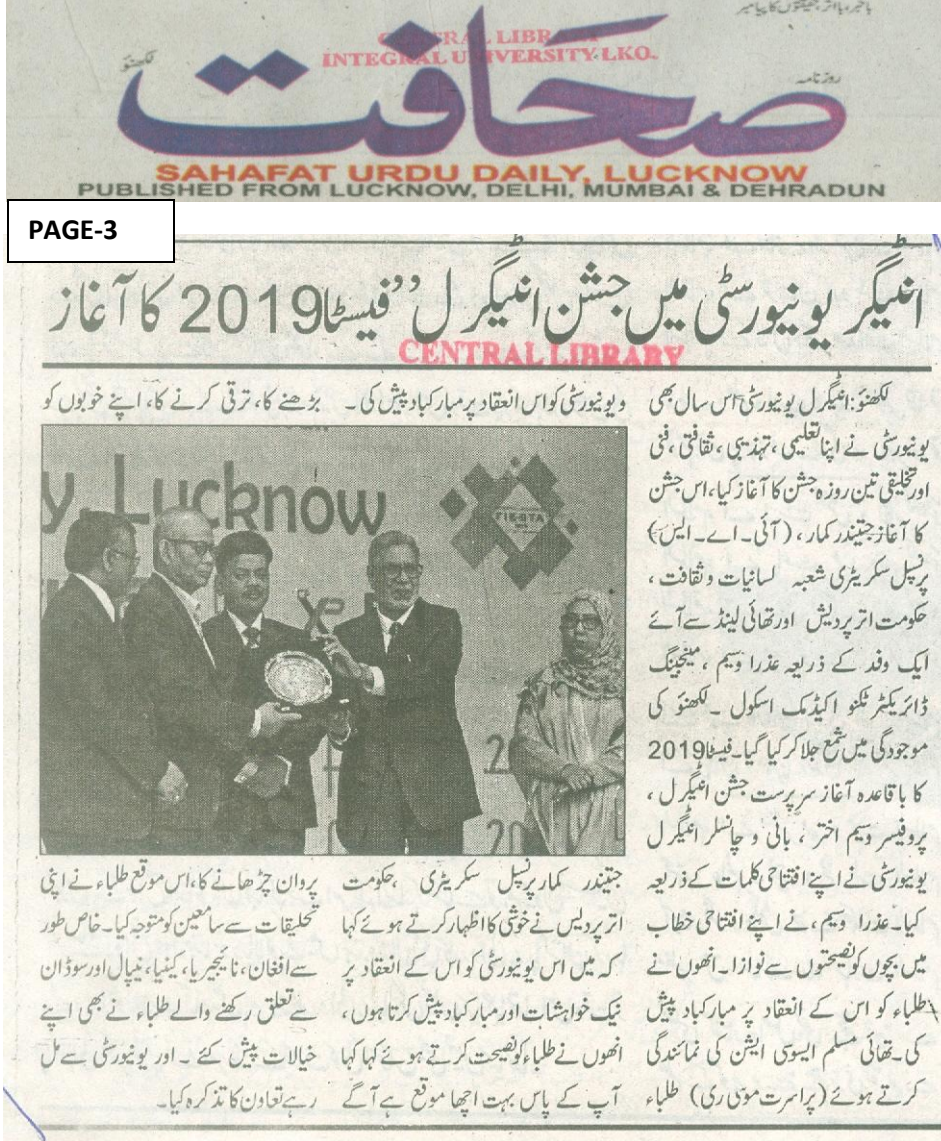 باخبر، بااثر جیتوں کا پیامبر
CENTRAL LIBRARY
INTEGRAL UNIVERSITY LKO.
لکھنؤ
روزنامہ
صحافت
SAHAFAT URDU DAILY, LUCKNOW
PUBLISHED FROM LUCKNOW, DELHI, MUMBAI & DEHRADUN
PAGE-3
انٹیگر یونیورسٹی میں جشن انٹیگرل ”فیسٹا2019 کا آغاز
CENTRAL LIBRARY
لکھنؤ: انٹیگرل یونیورسٹی اس سال بھی
یونیورسٹی نے اپنا تعلیمی، تہذیبی، ثقافتی، فنی
اور تخلیقی تین روزہ جشن کا آغاز کیا، اس جشن
کا آغاز جتیندر کمار، (آئی۔اے۔ایس)
پرنسپل سکریٹری شعبہ لسانیات و ثقافت،
حکومت اتر پردیش اور تھائی لینڈ سے آئے
ایک وفد کے ذریعہ عذرا وسیم، مینیجنگ
ڈائریکٹر ٹکنو اکیڈمک اسکول ۔ لکھنؤ کی
موجودگی میں شمع جلا کر کیا گیا۔ فیسٹا 2019
کا باقاعدہ آغاز سرپرست جشن انٹیگرل،
پروفیسر وسیم اختر، بانی و چانسلر انٹیگرل
یونیورسٹی نے اپنے افتتاحی کلمات کے ذریعہ
کیا۔ عذرا وسیم، نے اپنے افتتاحی خطاب
میں بچوں کو نصیحتوں سے نوازا۔ انھوں نے
طلباء کو اس کے انعقاد پر مبارکباد پیش
کی۔ تھائی مسلم ایسوی ایشن کی نمائندگی
کرتے ہوئے (پراسرت موسی ری) طلباء
و یونیورسٹی کو اس انعقاد پر مبارکباد پیش کی۔
y, Lucknow
FIESTA
جتیندر کمار پرنسپل سکریٹری، حکومت
اتر پردیس نے خوشی کا اظہار کرتے ہوئے کہا
کہ میں اس یونیورسٹی کو اس کے انعقاد پر
نیک خواہشات اور مبارکباد پیش کرتا ہوں،
انھوں نے طلباء کو نصیحت کرتے ہوئے کہا کہا
آپ کے پاس بہت اچھا موقع ہے آگے
بڑھنے کا، ترقی کرنے کا، اپنے خوبوں کو
پروان چڑھانے کا، اس موقع طلباء نے اپنی
تخلیقات سے سامعین کو متوجہ کیا۔ خاص طور
سے افغان، نائیجیریا، کینیا، نیپال اور سوڈان
سے تعلق رکھنے والے طلباء نے بھی اپنے
خیالات پیش کئے ۔ اور یونیورسٹی سے مل
رہے تعاون کا تذکرہ کیا۔